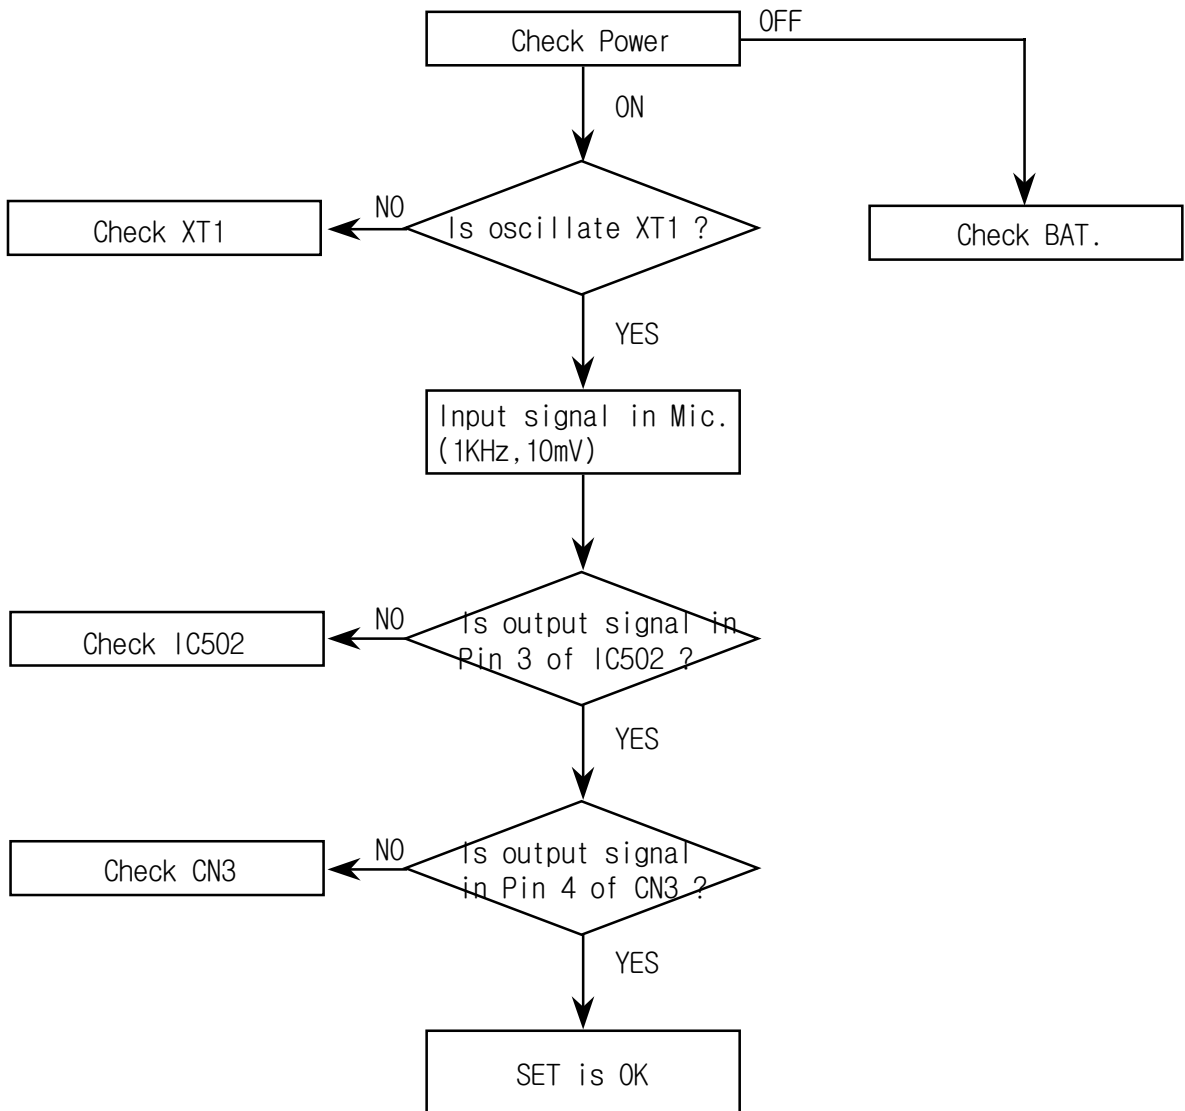 Check Power
OFF
ON
Is oscillate XT1 ?
NO
Check XT1
Check BAT.
YES
Input signal in Mic.
(1KHz,10mV)
Is output signal in
Pin 3 of IC502 ?
NO
Check IC502
YES
Is output signal
in Pin 4 of CN3 ?
NO
Check CN3
YES
SET is OK